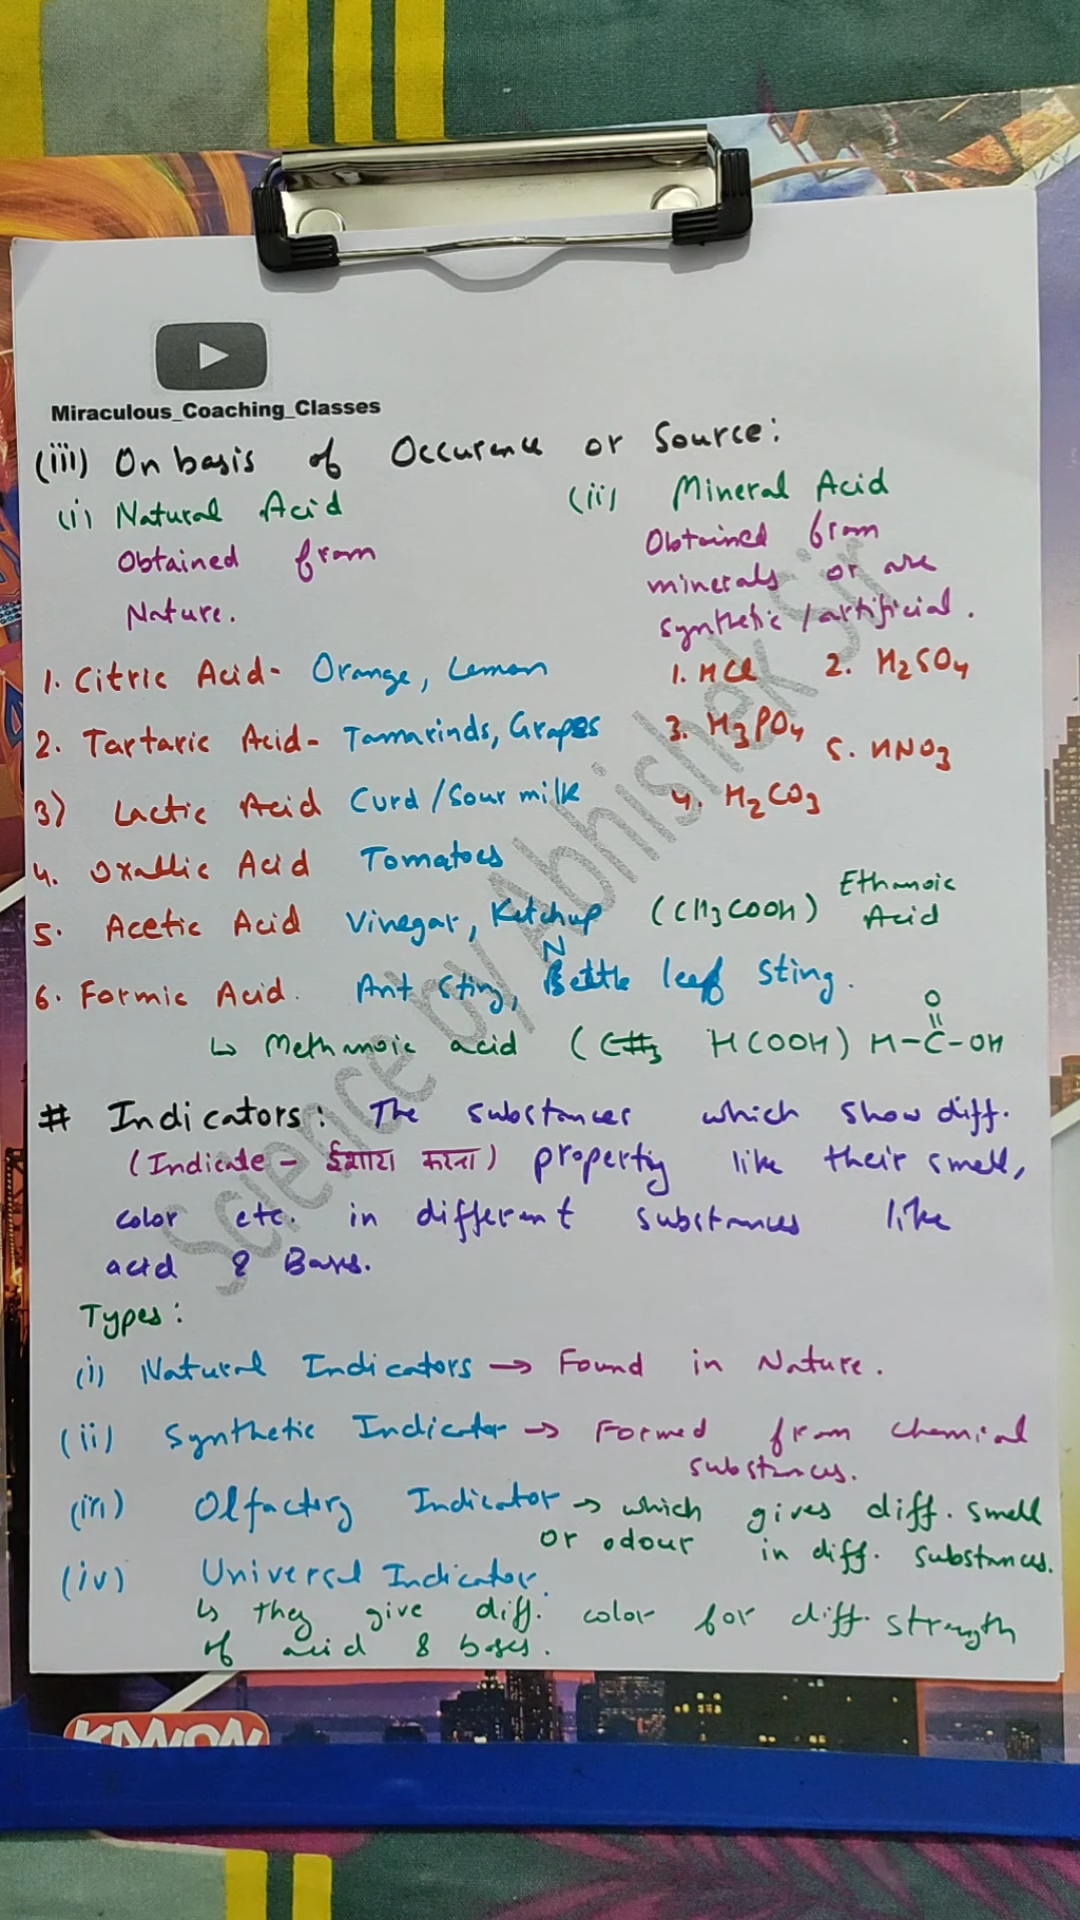 Miraculous_Coaching_Classes
(iii) On basis of Occurence or Source:
(i) Natural Acid
Obtained from
Nature.
(ii) Mineral Acid
Obtained from
minerals or are
synthetic / artificial.
1. Citric Acid- Orange, Lemon
2. Tartaric Acid- Tamarinds, Grapes
3) Lactic Acid Curd/Sour milk
4. Oxallic Acid Tomatoes
5. Acetic Acid Vinegar, Ketchup (CH3COOH) Ethanoic Acid
6. Formic Acid. Ant sting, Nettle leaf sting.
↳ Methanoic acid (HCOOH) H-C-OH
O
1. HCl 2. H2SO4
3. H3PO4 5. HNO3
4. H2CO3
# Indicators: The substances which show diff.
(Indicate - ईशारा करना) property like their smell,
color etc. in different substances like
acid & Bases.
Types:
(i) Natural Indicators → Found in Nature.
(ii) Synthetic Indicator → Formed from chemical
substances.
(iii) Olfactory Indicator → which gives diff. smell
or odour in diff. substances.
(iv) Universal Indicator.
↳ they give diff. color for diff. strength
of acid & bases.
Science by Abhishek Sir